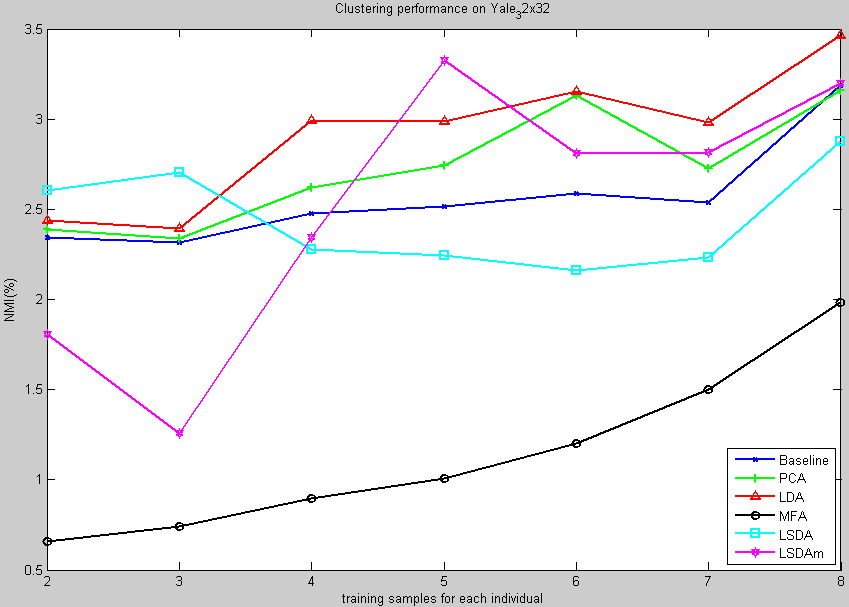 Clustering performance on Yale₃2x32
3.5
3
2.5
2
1.5
1
0.5
NMI(%)
2 3 4 5 6 7 8
training samples for each individual
Baseline
PCA
LDA
MFA
LSDA
LSDAm